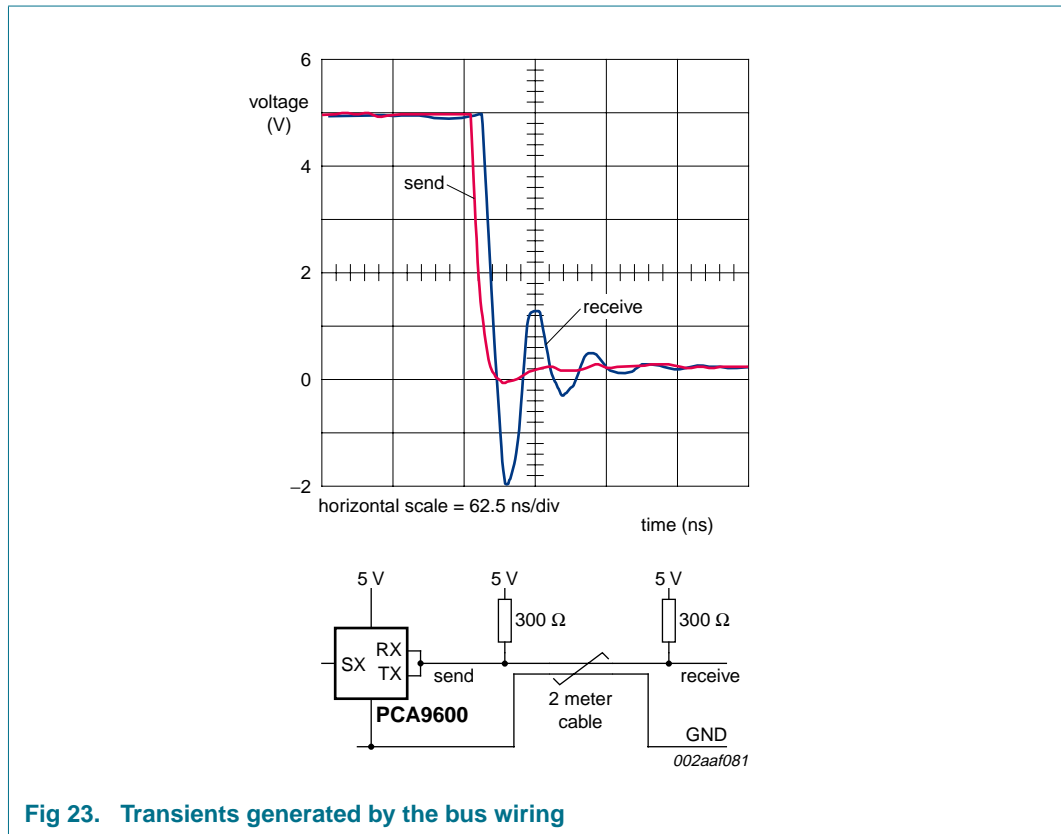 6
voltage
(V)
4
send
2
receive
0
−2
horizontal scale = 62.5 ns/div
time (ns)
5 V
5 V
5 V
300 Ω
300 Ω
SX
RX
TX
send
receive
2 meter
cable
PCA9600
GND
002aaf081
Fig 23. Transients generated by the bus wiring